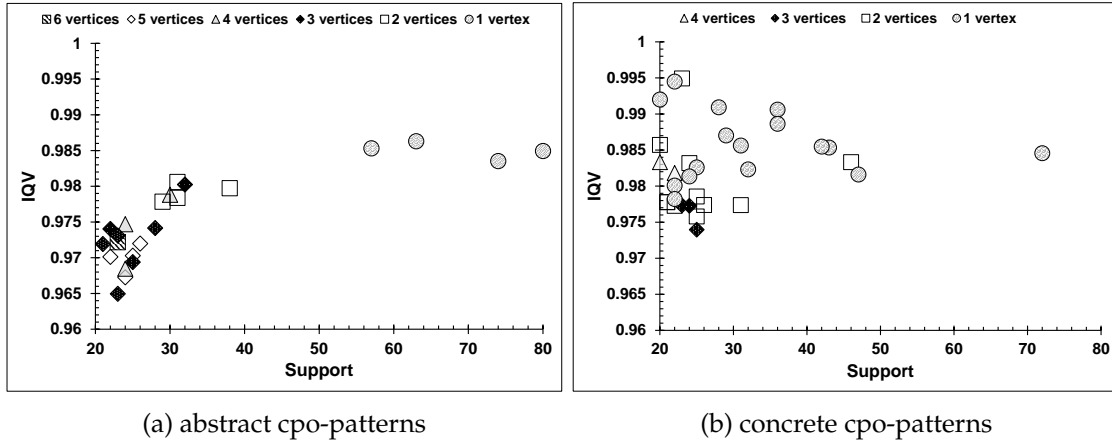 6 vertices 5 vertices 4 vertices 3 vertices 2 vertices 1 vertex
1
0.995
0.99
0.985
0.98
0.975
0.97
0.965
0.96
IQV
20 30 40 50 60 70 80
Support
(a) abstract cpo-patterns
4 vertices 3 vertices 2 vertices 1 vertex
1
0.995
0.99
0.985
0.98
0.975
0.97
0.965
0.96
IQV
20 30 40 50 60 70 80
Support
(b) concrete cpo-patterns